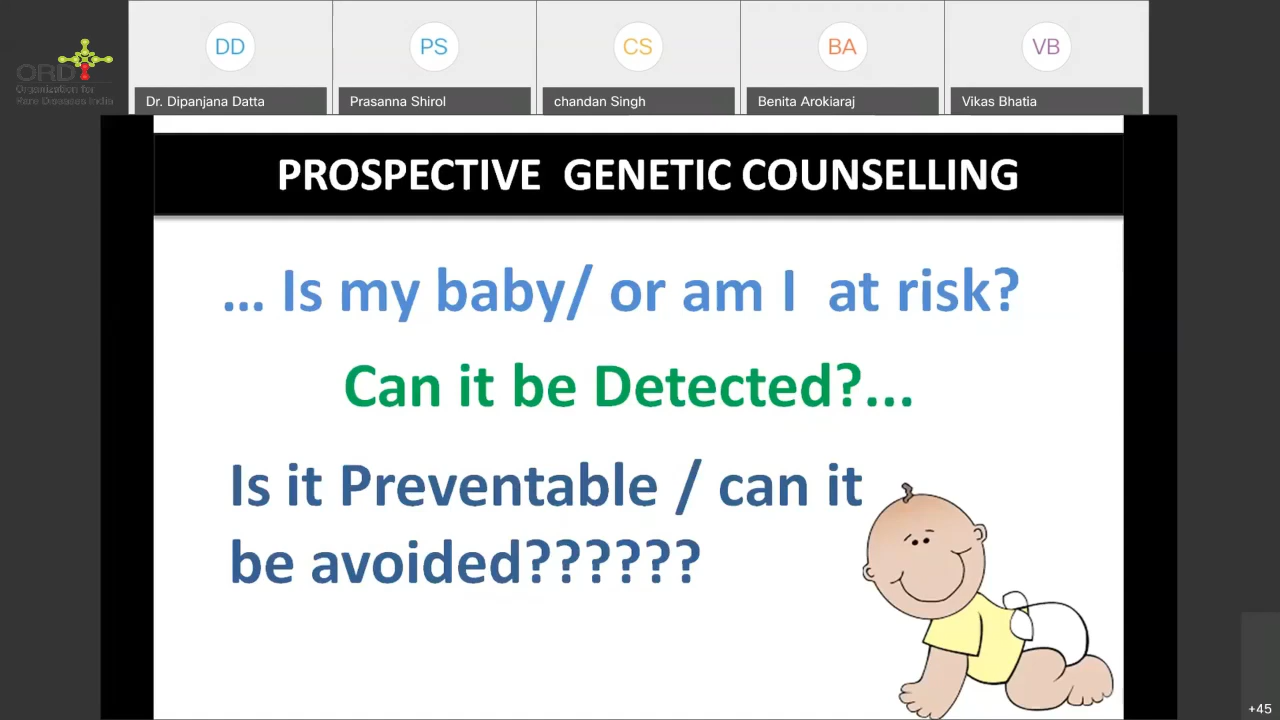 DD
PS
CS
BA
VB
ORDI
Organization for
Rare Diseases India
Dr. Dipanjana Datta
Prasanna Shirol
chandan Singh
Benita Arokiaraj
Vikas Bhatia
PROSPECTIVE GENETIC COUNSELLING
... Is my baby/ or am I at risk?
Can it be Detected?...
Is it Preventable / can it
be avoided??????
+45